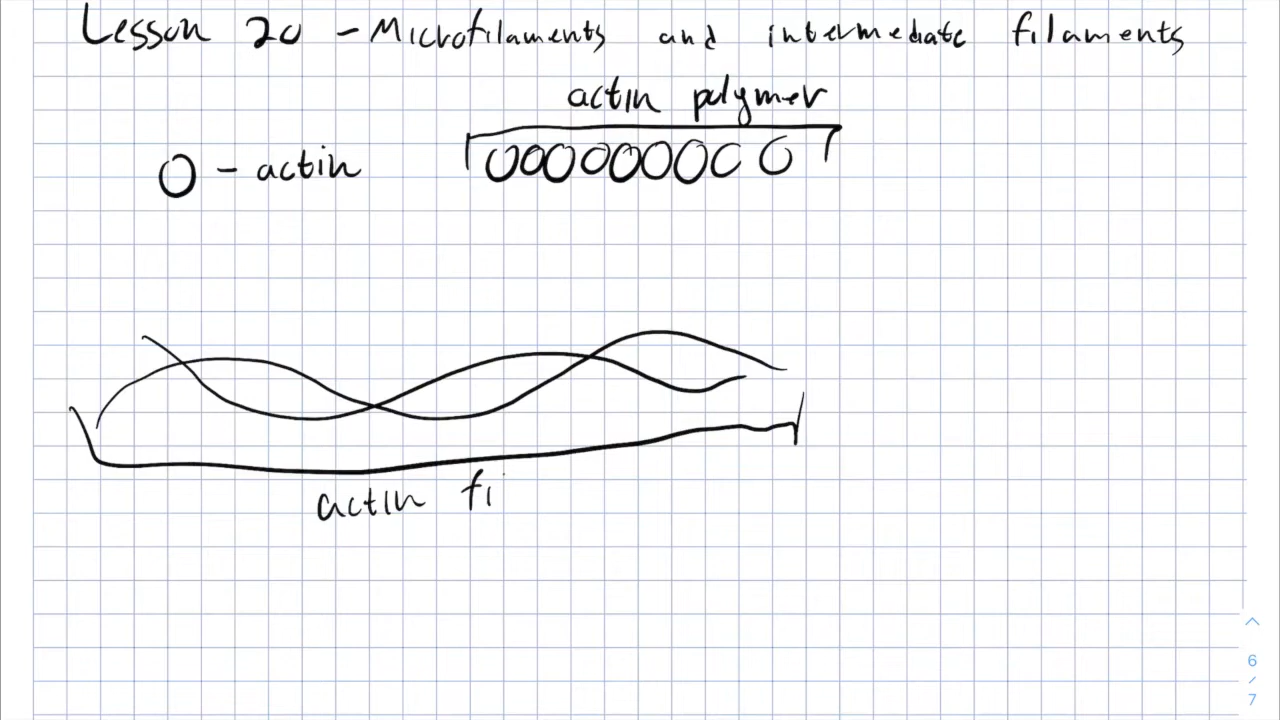 Lesson 20 - Microfilaments and intermediate filaments
actin polymer
O - actin
actin fi
6
/
7